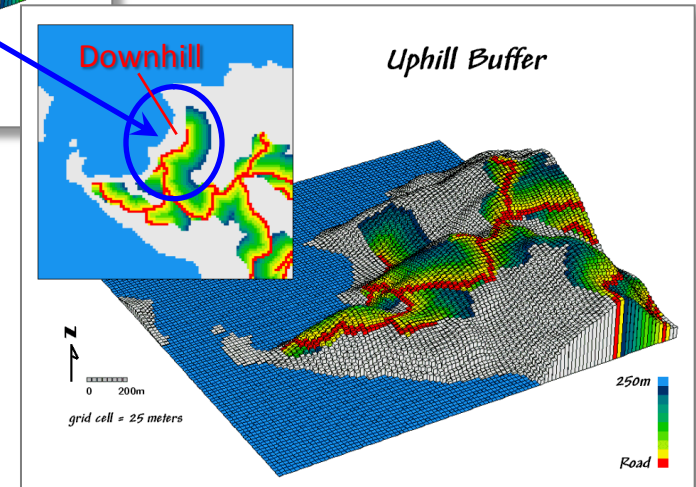 Downhill
Uphill Buffer
N
0 200m
grid cell = 25 meters
250m
Road